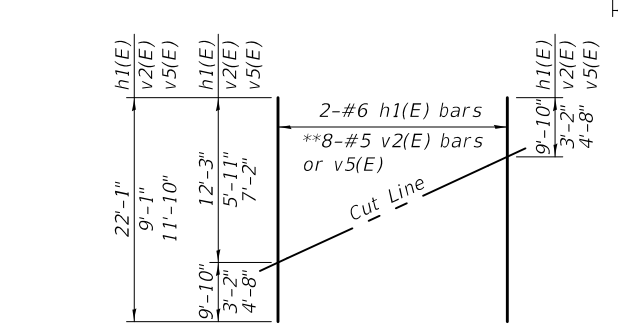 h1(E)
v2(E)
v5(E)
h1(E)
v2(E)
v5(E)
h1(E)
v2(E)
v5(E)
2-#6 h1(E) bars
**8-#5 v2(E) bars
or v5(E)
9'-10"
3'-2"
4'-8"
Cut Line
22'-1"
9'-1"
11'-10"
12'-3"
5'-11"
7'-2"
9'-10"
3'-2"
4'-8"